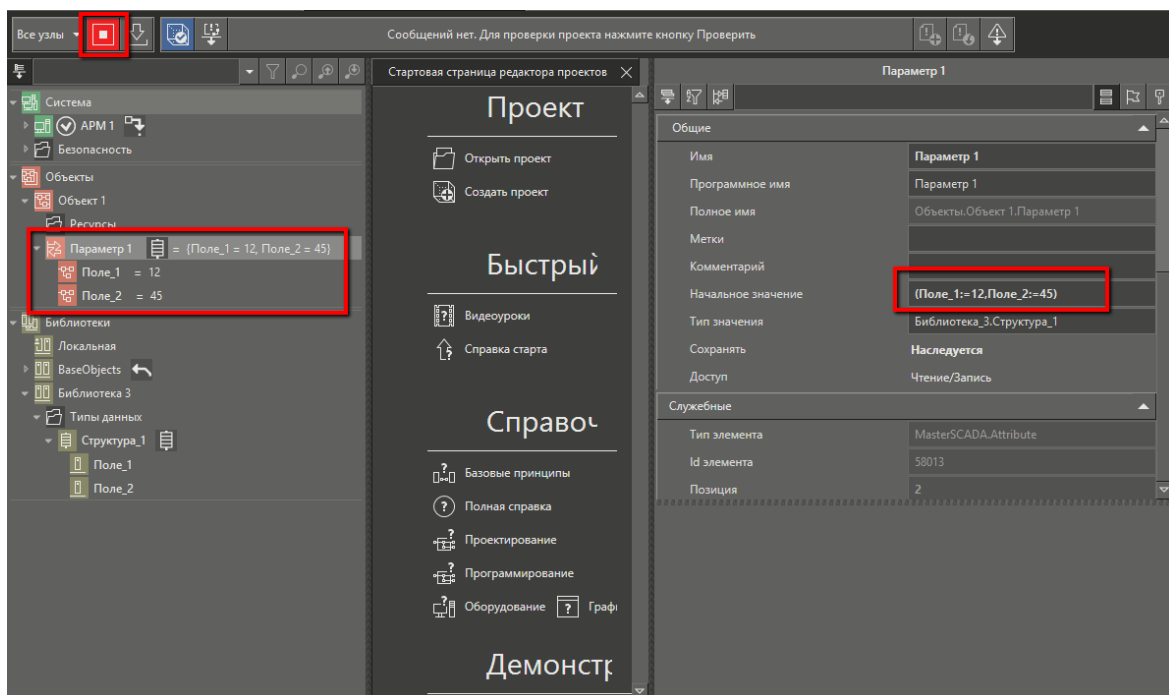 Все узлы
Сообщений нет. Для проверки проекта нажмите кнопку Проверить
Система
АРМ 1
Безопасность
Объекты
Объект 1
Ресурсы
Параметр 1 = {Поле_1 = 12, Поле_2 = 45}
Поле_1 = 12
Поле_2 = 45
Библиотеки
Локальная
BaseObjects
Библиотека 3
Типы данных
Структура_1
Поле_1
Поле_2
Стартовая страница редактора проектов
Проект
Открыть проект
Создать проект
Быстрый
Видеоуроки
Справка старта
Справоч
Базовые принципы
Полная справка
Проектирование
Программирование
Оборудование ? Графи
Демонстр
Параметр 1
Общие
Имя Параметр 1
Программное имя Параметр 1
Полное имя Объекты.Объект 1.Параметр 1
Метки
Комментарий
Начальное значение (Поле_1:=12,Поле_2:=45)
Тип значения Библиотека_3.Структура_1
Сохранять Наследуется
Доступ Чтение/Запись
Служебные
Тип элемента MasterSCADA.Attribute
Id элемента 58013
Позиция 2